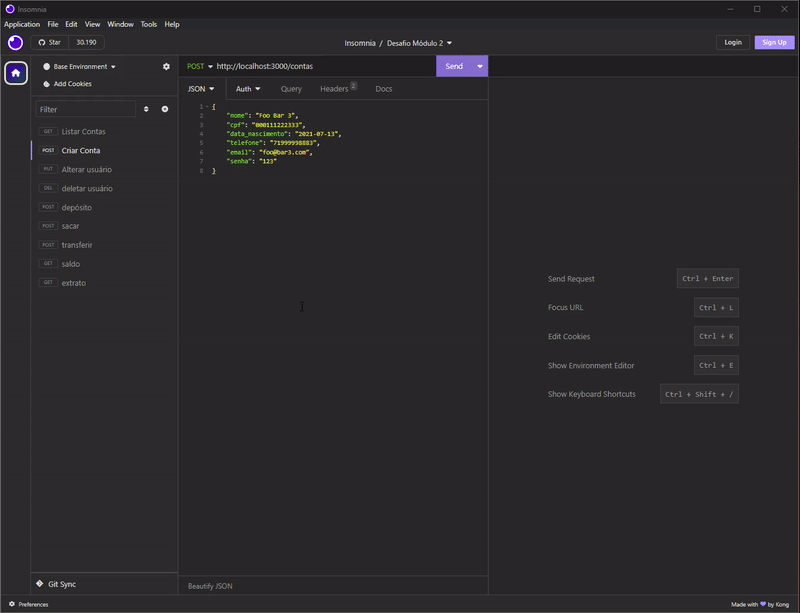 Insomnia
Application File Edit View Window Tools Help
Star 30.190
Insomnia / Desafio Módulo 2
Login Sign Up
Base Environment
Add Cookies
Filter
GET Listar Contas
POST Criar Conta
PUT Alterar usuário
DEL deletar usuário
POST depósito
POST sacar
POST transferir
GET saldo
GET extrato
Git Sync
POST http://localhost:3000/contas Send
JSON Auth Query Headers 2 Docs
1 {
2 "nome": "Foo Bar 3",
3 "cpf": "000111222333",
4 "data_nascimento": "2021-07-13",
5 "telefone": "71999998883",
6 "email": "foo@bar3.com",
7 "senha": "123"
8 }
Beautify JSON
Send Request Ctrl + Enter
Focus URL Ctrl + L
Edit Cookies Ctrl + K
Show Environment Editor Ctrl + E
Show Keyboard Shortcuts Ctrl + Shift + /
Preferences
Made with 💜 by Kong